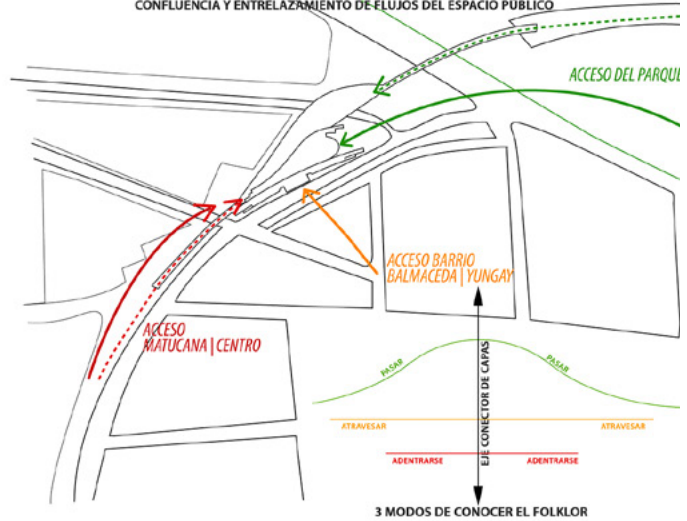 CONFLUENCIA Y ENTRELAZAMIENTO DE FLUJOS DEL ESPACIO PÚBLICO
ACCESO DEL PARQUE
ACCESO BARRIO
BALMACEDA | YUNGAY
ACCESO
MATUCANA | CENTRO
PASAR
PASAR
EJE CONECTOR DE CAPAS
ATRAVESAR
ATRAVESAR
ADENTRARSE
ADENTRARSE
3 MODOS DE CONOCER EL FOLKLOR